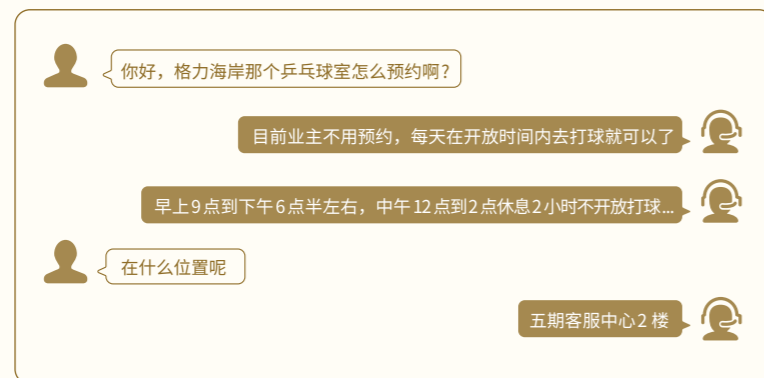 你好，格力海岸那个乒乓球室怎么预约啊?
目前业主不用预约，每天在开放时间内去打球就可以了
早上9点到下午6点半左右，中午12点到2点休息2小时不开放打球...
在什么位置呢
五期客服中心2 楼